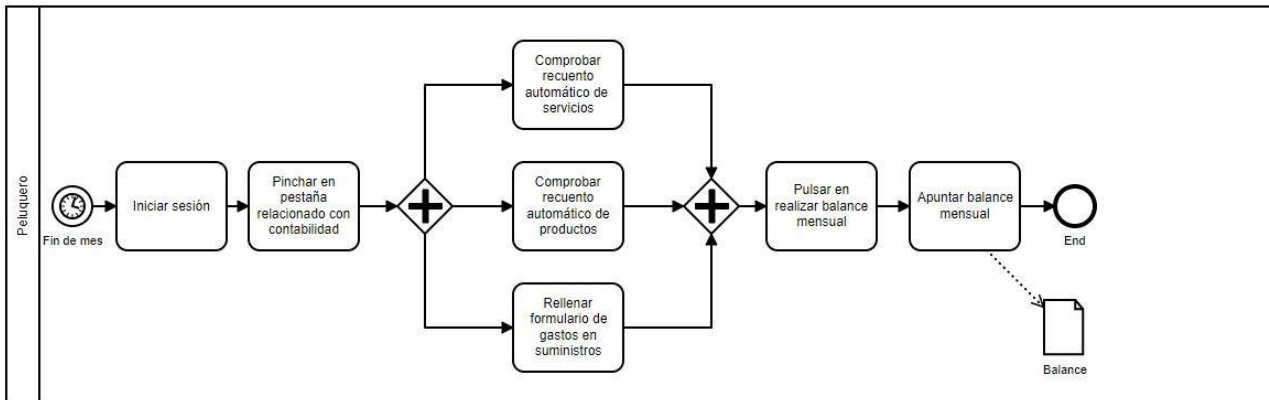 Peluquero
Fin de mes
Iniciar sesión
Pinchar en
pestaña
relacionado con
contabilidad
Comprobar
recuento
automático de
servicios
Comprobar
recuento
automático de
productos
Rellenar
formulario de
gastos en
suministros
Pulsar en
realizar balance
mensual
Apuntar balance
mensual
End
Balance